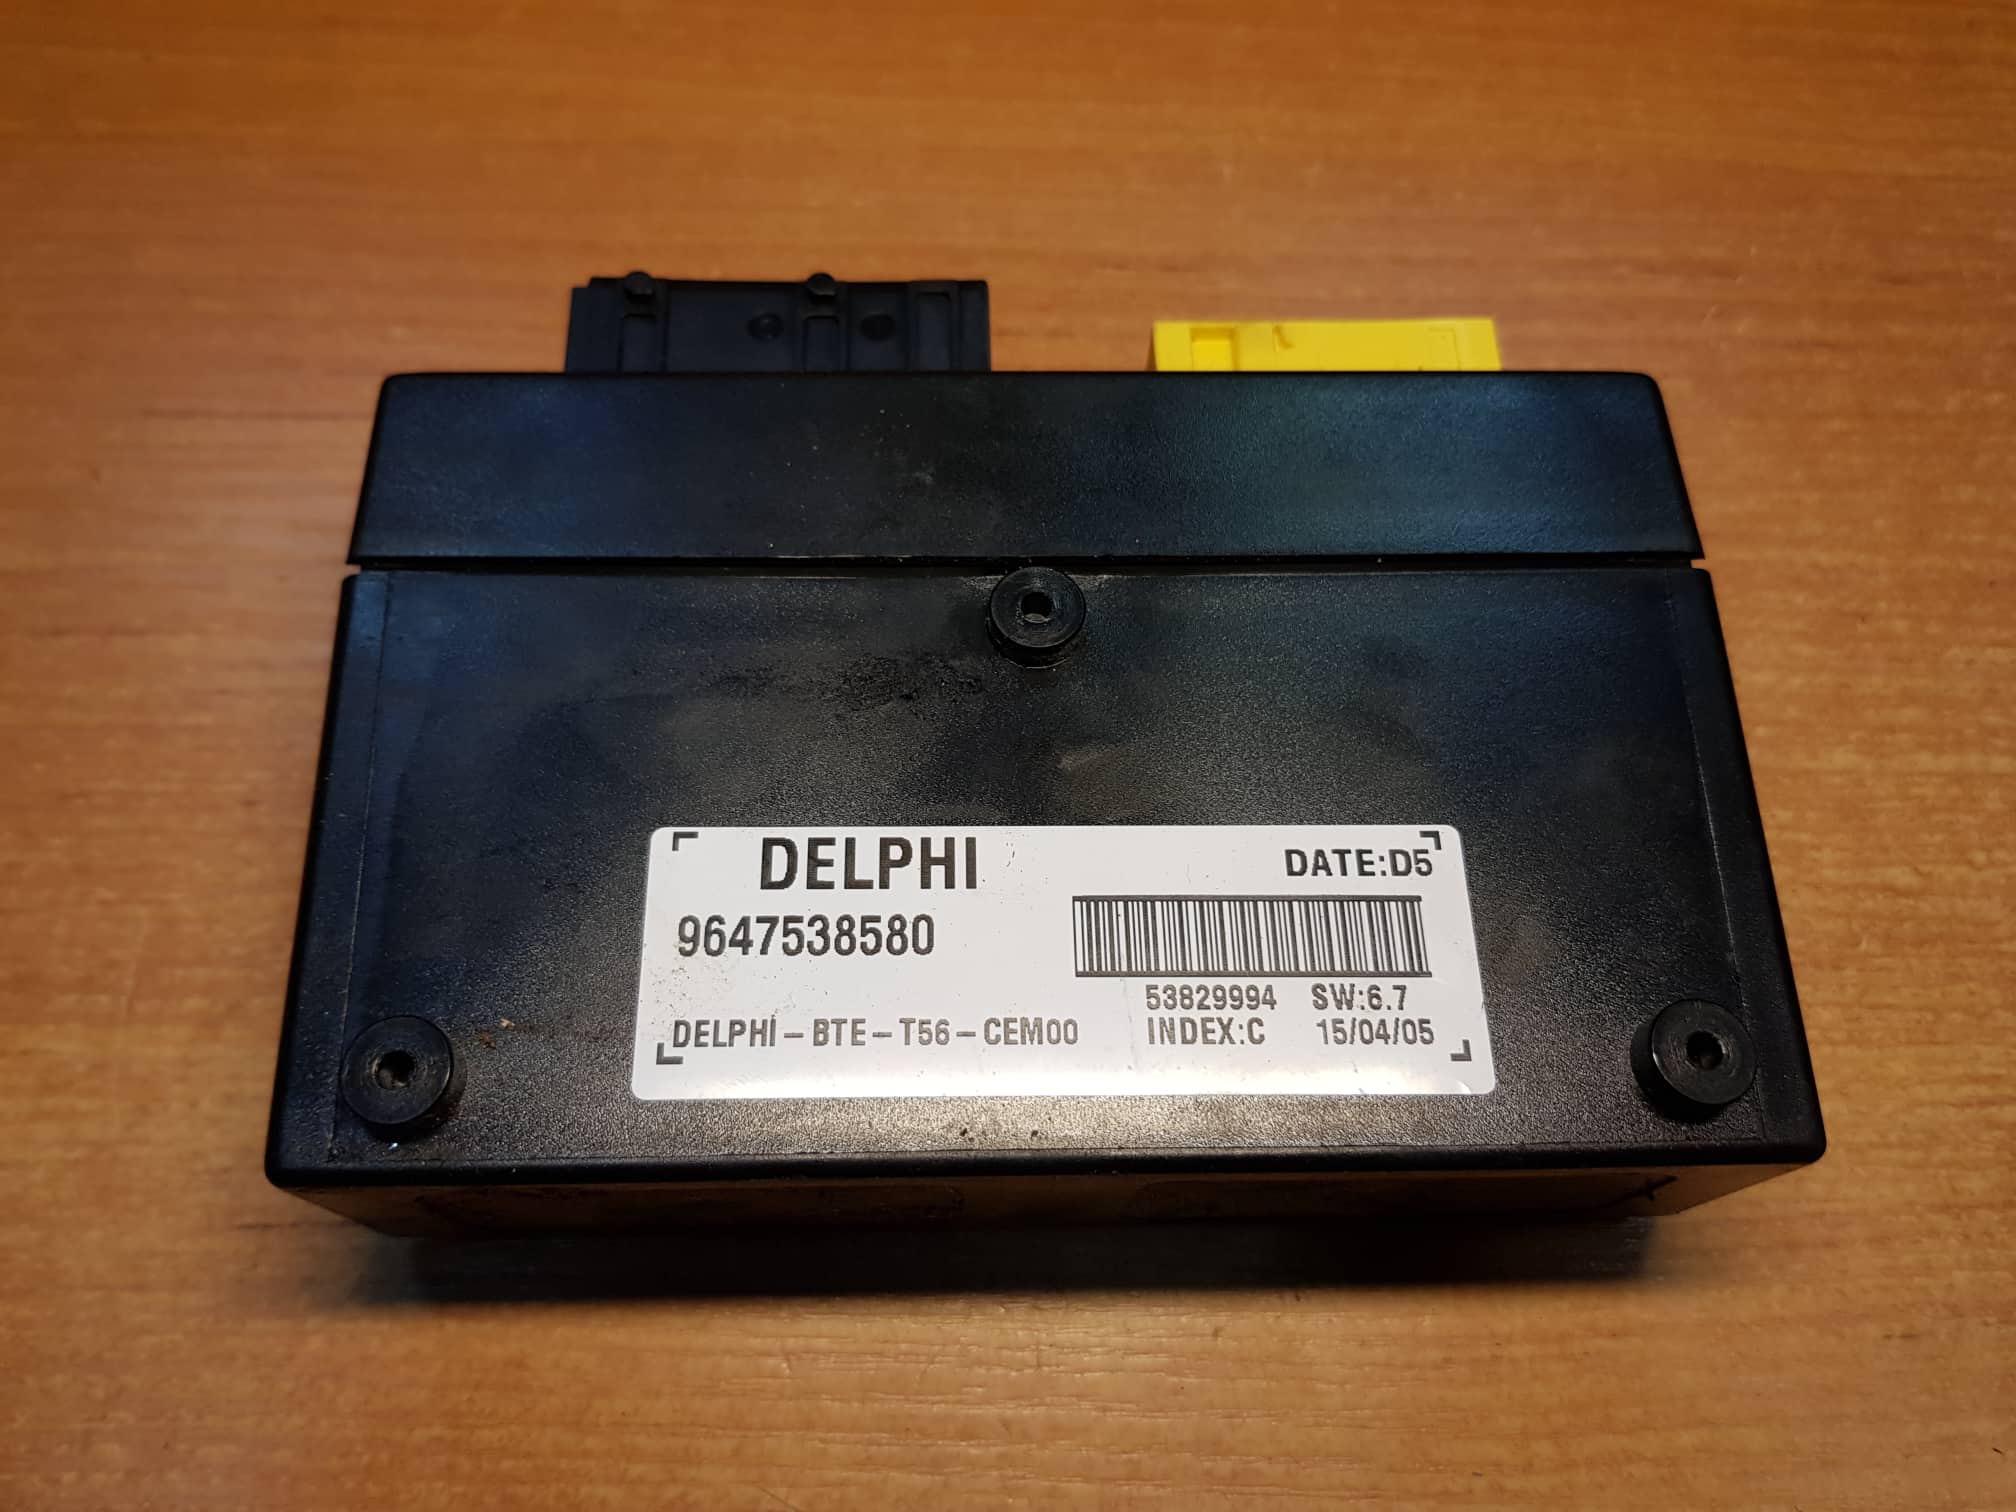 DELPHI
DATE:D5
9647538580
53829994 SW:6.7
DELPHI-BTE-T56-CEM00
INDEX:C 15/04/05